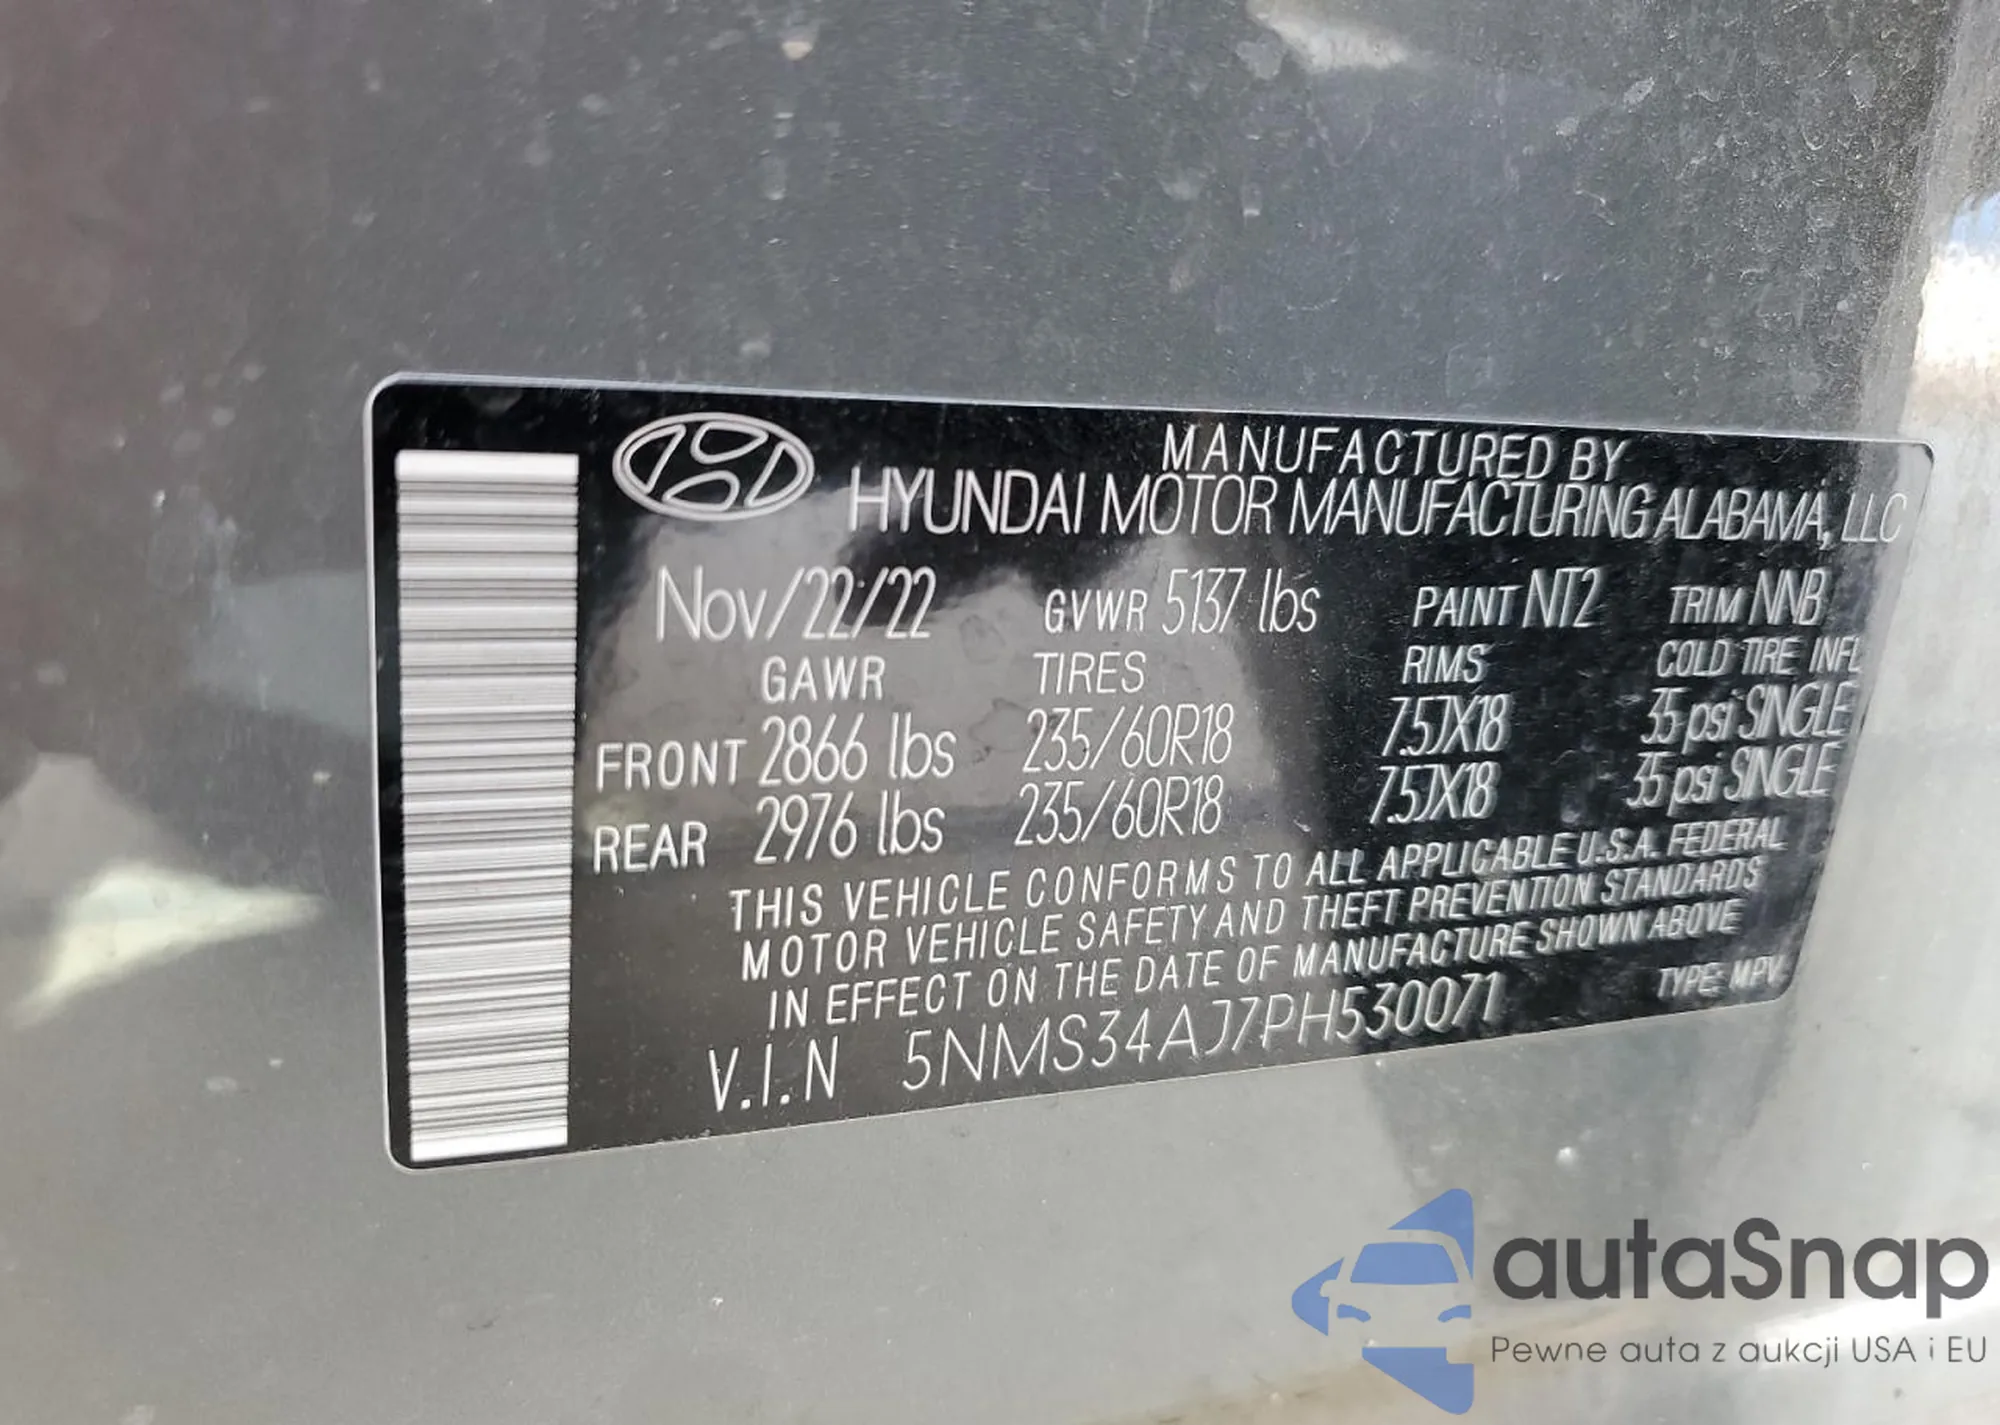 MANUFACTURED BY
HYUNDAI MOTOR MANUFACTURING ALABAMA, LLC
Nov/22/22 GVWR 5137 lbs PAINT NT2 TRIM NNB
GAWR TIRES RIMS COLD TIRE INFL
FRONT 2866 lbs 235/60R18 7.5JX18 35 psi SINGLE
REAR 2976 lbs 235/60R18 7.5JX18 35 psi SINGLE
THIS VEHICLE CONFORMS TO ALL APPLICABLE U.S.A. FEDERAL
MOTOR VEHICLE SAFETY AND THEFT PREVENTION STANDARDS
IN EFFECT ON THE DATE OF MANUFACTURE SHOWN ABOVE
V.I.N 5NMS34AJ7PH530071 TYPE: MPV
autaSnap
Pewne auta z aukcji USA i EU